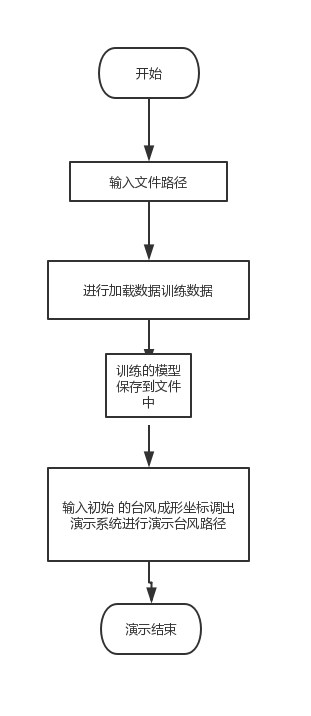 开始
输入文件路径
进行加载数据训练数据
训练的模型
保存到文件
中
输入初始 的台风成形坐标调出
演示系统进行演示台风路径
演示结束